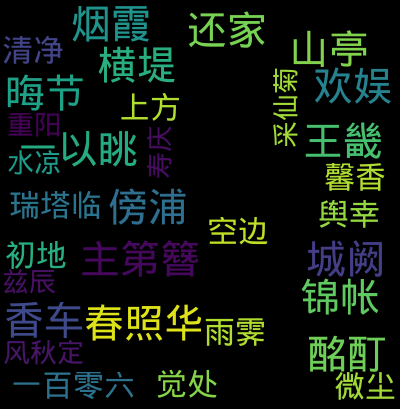 烟霞
还家
山亭
清净
横堤
欢娱
晦节
上方
采仙菊
重阳
一以眺
寿庆
王畿
水凉
馨香
瑞塔临
傍浦
舆幸
空边
初地
主第簪
城阙
兹辰
锦帐
香车
春照华
雨霁
风秋定
酩酊
一百零六
觉处
微尘